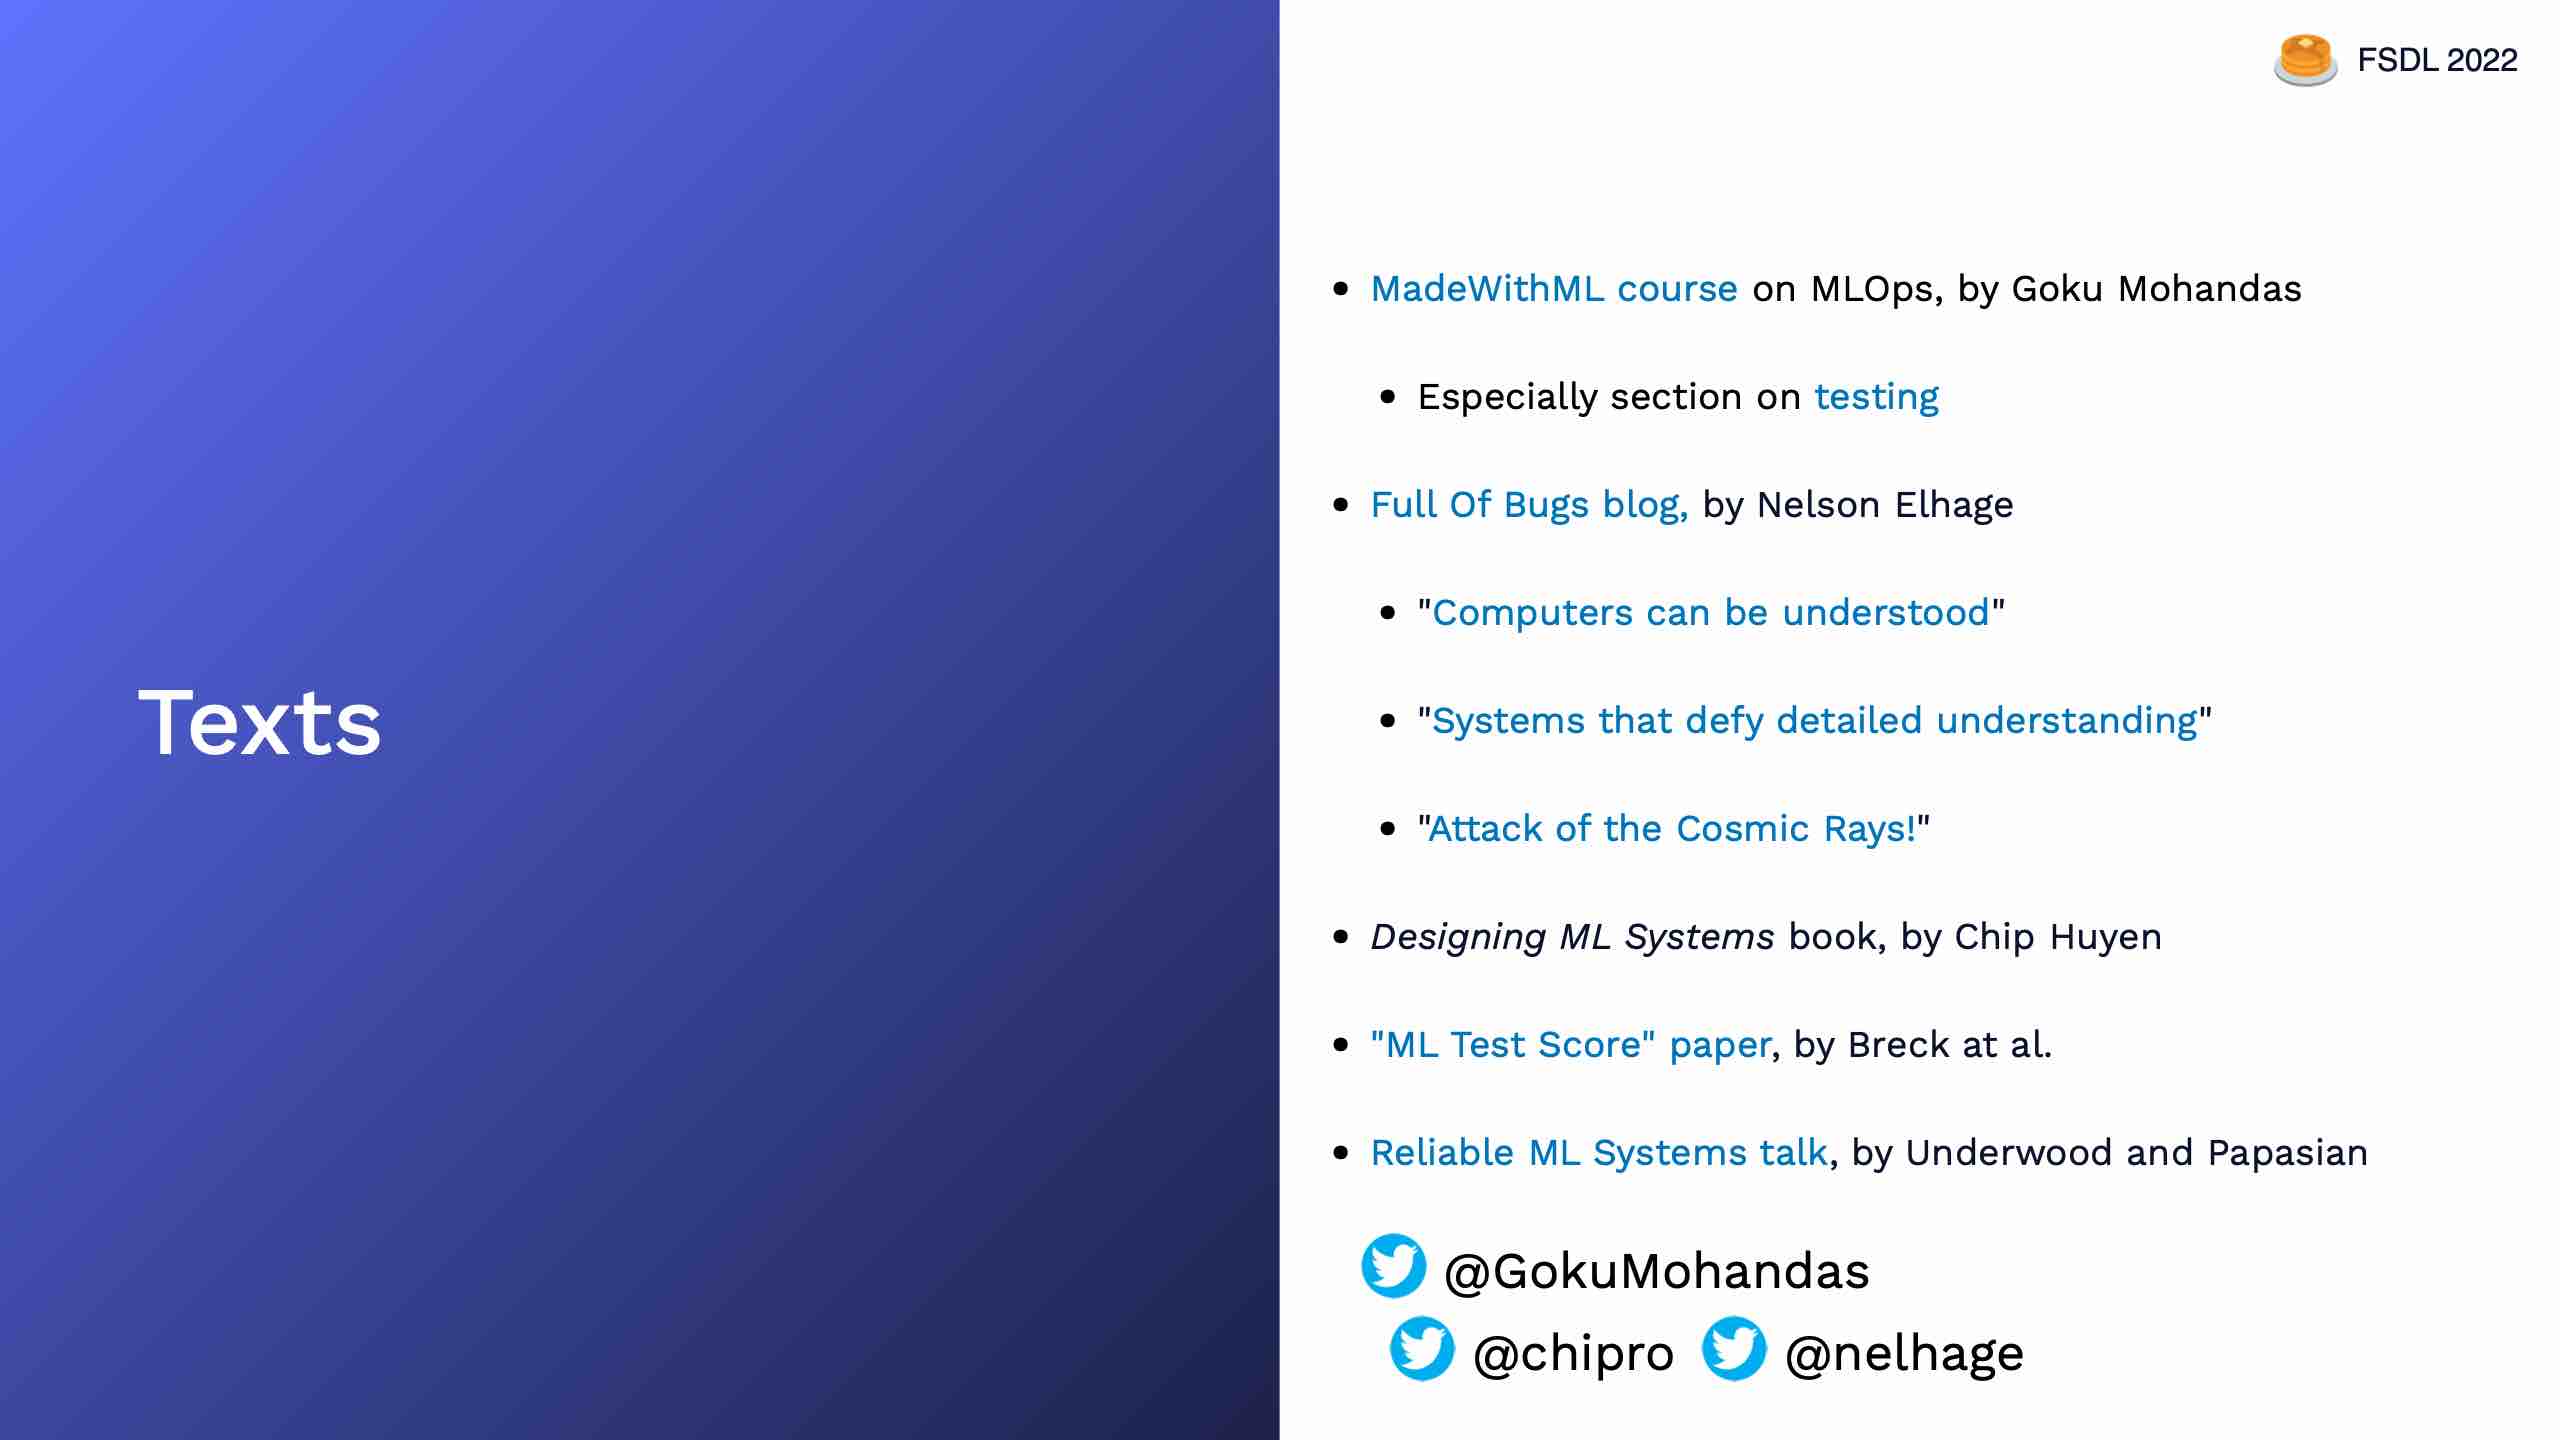 FSDL 2022
Texts
• MadeWithML course on MLOps, by Goku Mohandas
• Especially section on testing
• Full Of Bugs blog, by Nelson Elhage
• "Computers can be understood"
• "Systems that defy detailed understanding"
• "Attack of the Cosmic Rays!"
• Designing ML Systems book, by Chip Huyen
• "ML Test Score" paper, by Breck at al.
• Reliable ML Systems talk, by Underwood and Papasian
@GokuMohandas
@chipro @nelhage